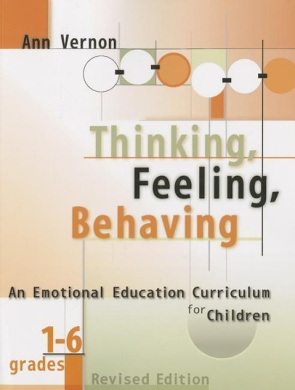 Ann Vernon
Thinking,
Feeling,
Behaving
An Emotional Education Curriculum
for Children
1-6
grades
Revised Edition